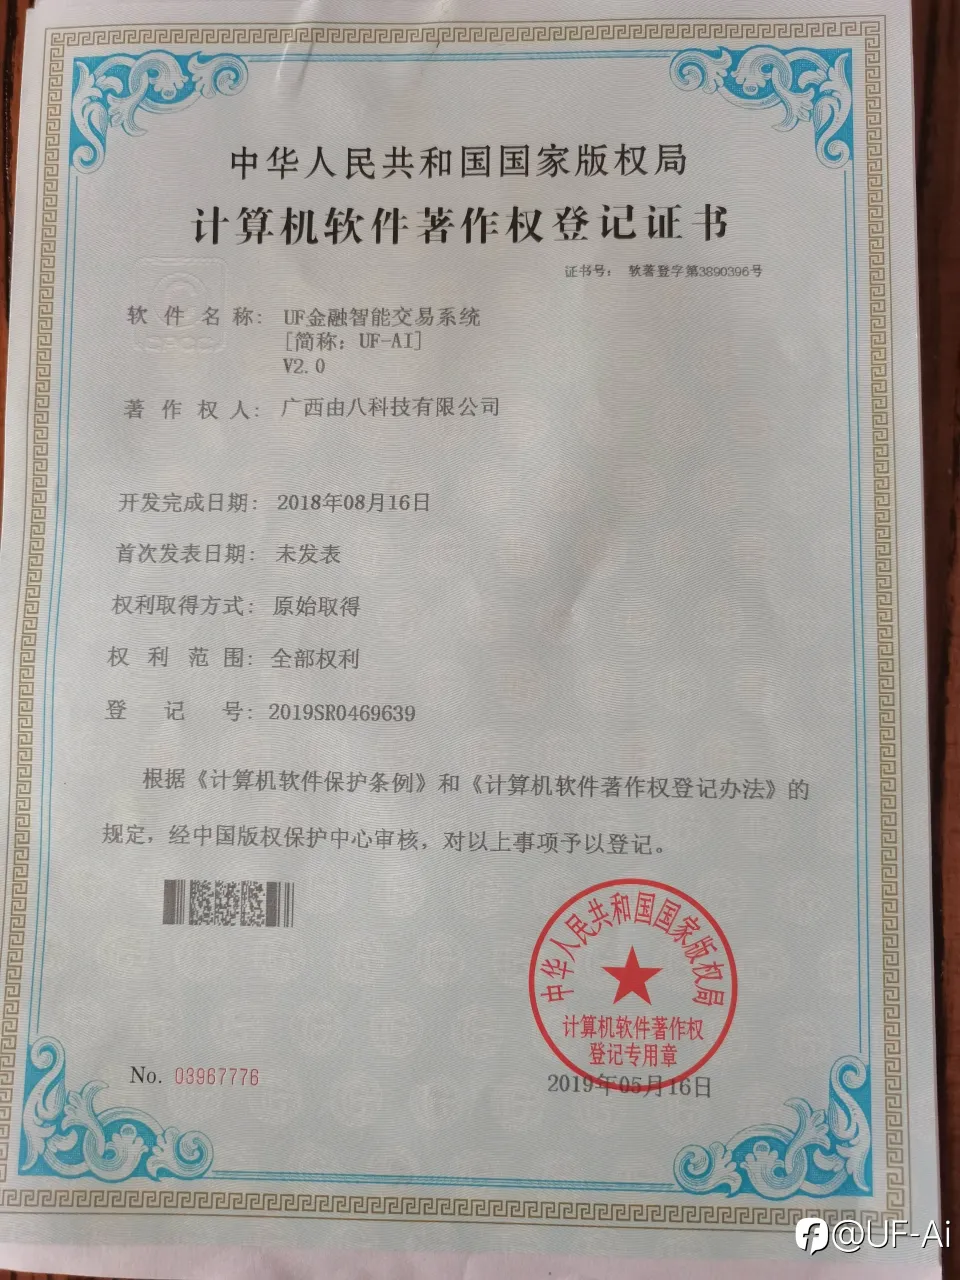 中华人民共和国国家版权局
计算机软件著作权登记证书
证书号： 软著登字第3890396号
软件名称： UF金融智能交易系统
[简称：UF-AI]
V2.0
著作权人： 广西由八科技有限公司
开发完成日期： 2018年08月16日
首次发表日期： 未发表
权利取得方式： 原始取得
权利范围： 全部权利
登记号： 2019SR0469639
根据《计算机软件保护条例》和《计算机软件著作权登记办法》的
规定，经中国版权保护中心审核，对以上事项予以登记。
中华人民共和国国家版权局
计算机软件著作权
登记专用章
No. 03967776
2019年05月16日
@UF-Ai